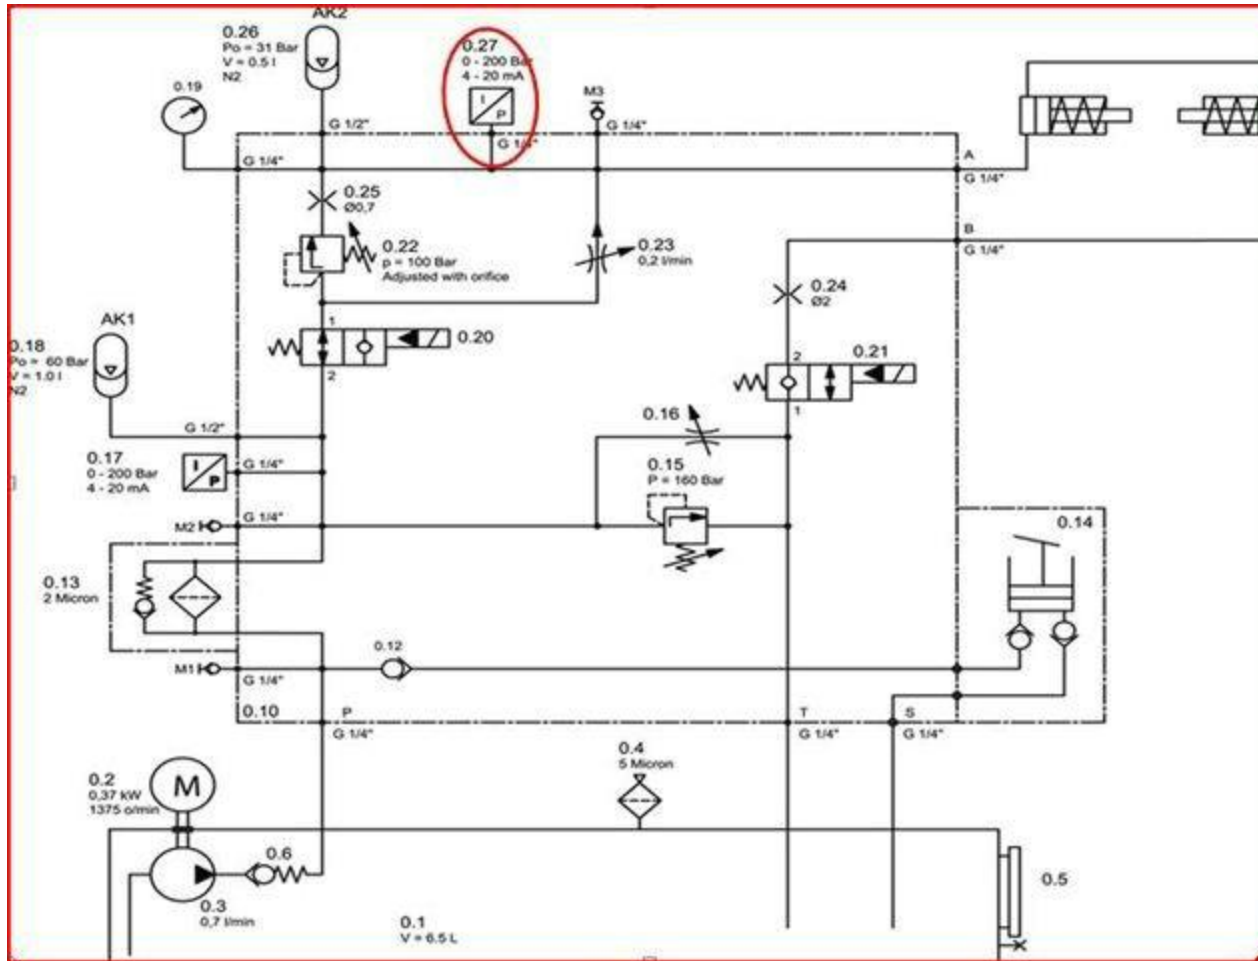 AK2
0.26
Po = 31 Bar
V = 0.5 l
N2
0.27
0 - 200 Bar
4 - 20 mA
I
P
0.19
M3
G 1/2"
G 1/4"
G 1/4"
G 1/4"
A
G 1/4"
0.25
Ø0,7
0.22
p = 100 Bar
Adjusted with orifice
0.23
0,2 l/min
B
G 1/4"
0.24
Ø2
1
0.20
2
AK1
0.18
Po = 60 Bar
V = 1.0 l
N2
2
0.21
1
0.16
G 1/2"
0.17
0 - 200 Bar
4 - 20 mA
I
P
G 1/4"
0.15
P = 160 Bar
M2
G 1/4"
0.14
0.13
2 Micron
0.12
M1
G 1/4"
0.10
P
G 1/4"
T
G 1/4"
S
G 1/4"
0.2
0,37 kW
1375 o/min
M
0.4
5 Micron
0.6
0.3
0,7 l/min
0.1
V = 6.5 L
0.5